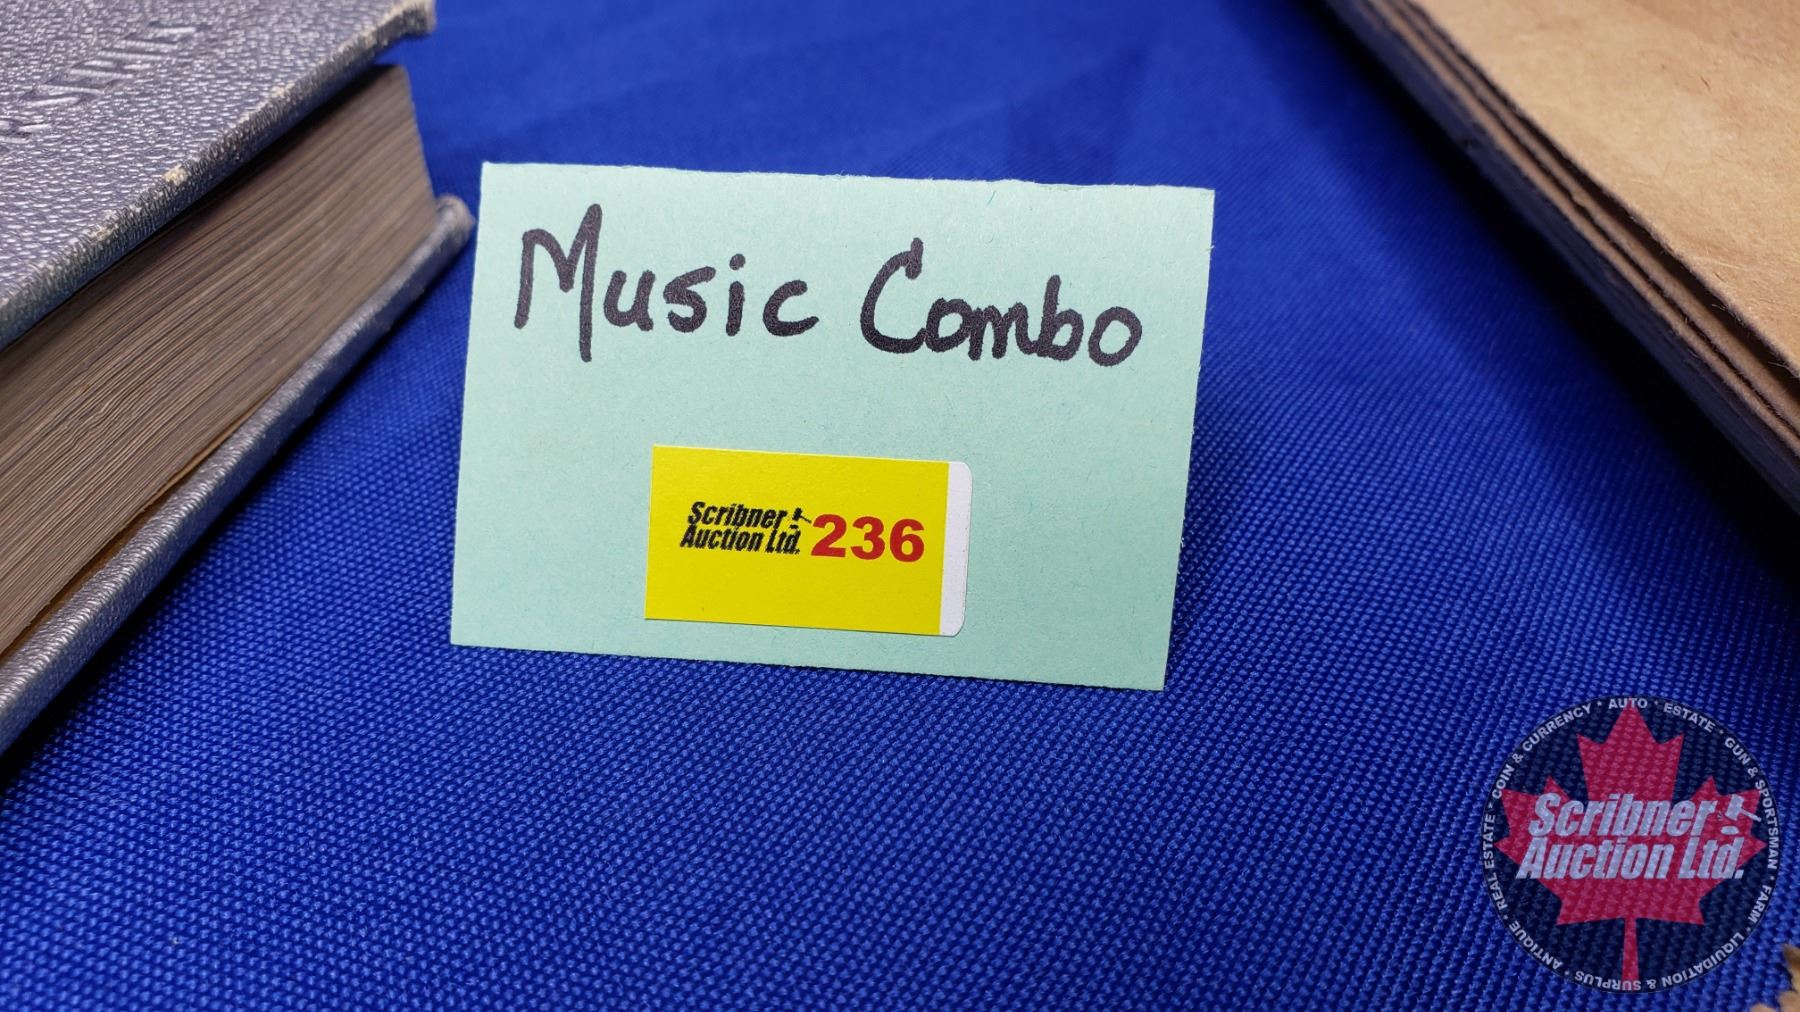 Music Combo
Scribner
Auction Ltd.
236
COIN & CURRENCY * AUTO * ESTATE * GUN & SPORTSMAN * FARM * LIQUIDATION & SURPLUS * ANTIQUE * REAL ESTATE *
Scribner
Auction Ltd.